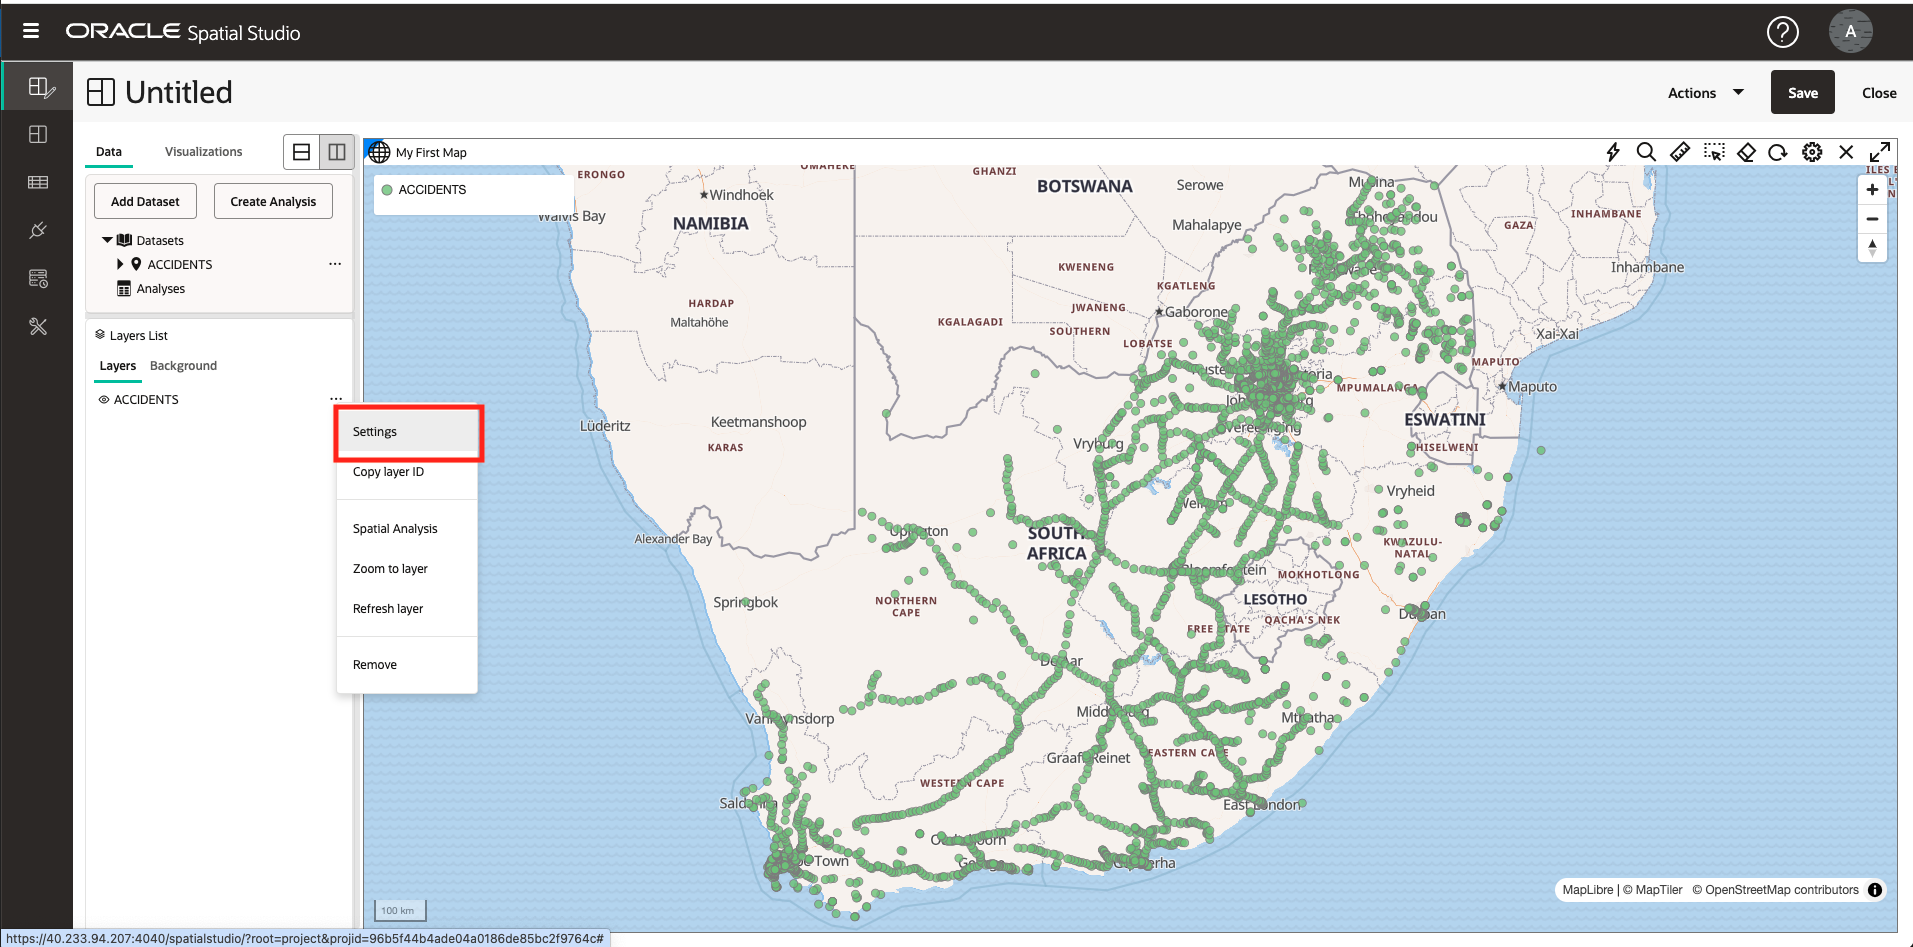 ORACLE Spatial Studio
A
Untitled
Actions
Save
Close
Data
Visualizations
Add Dataset
Create Analysis
Datasets
ACCIDENTS
Analyses
Layers List
Layers
Background
ACCIDENTS
Settings
Copy layer ID
Spatial Analysis
Zoom to layer
Refresh layer
Remove
My First Map
ACCIDENTS
ERONGO
OMAHEKE
GHANZI
BOTSWANA
Serowe
Windhoek
Walvis Bay
NAMIBIA
Mahalapye
INHAMBANE
GAZA
Inhambane
KWENENG
KGATLENG
HARDAP
Maltahöhe
JWANENG
Gaborone
KGALAGADI
SOUTHERN
LOBATSE
Xai-Xai
MAPUTO
Maputo
MPUMALANGA
ESWATINI
Keetmanshoop
Lüderitz
KARAS
Vryburg
HISELWENI
Vryheid
Alexander Bay
Upington
SOUTH
AFRICA
KWAZULU-
NATAL
Bloemfontein
MOKHOTLONG
Springbok
NORTHERN
CAPE
LESOTHO
QACHA'S NEK
FREE STATE
Durban
De Aar
Vanrhynsdorp
Middelburg
Mthatha
Graaff-Reinet
EASTERN CAPE
WESTERN CAPE
Saldanha
East London
100 km
MapLibre | © MapTiler © OpenStreetMap contributors
https://40.233.94.207:4040/spatialstudio/?root=project&projid=96b5f44b4ade04a0186de85bc2f9764c#